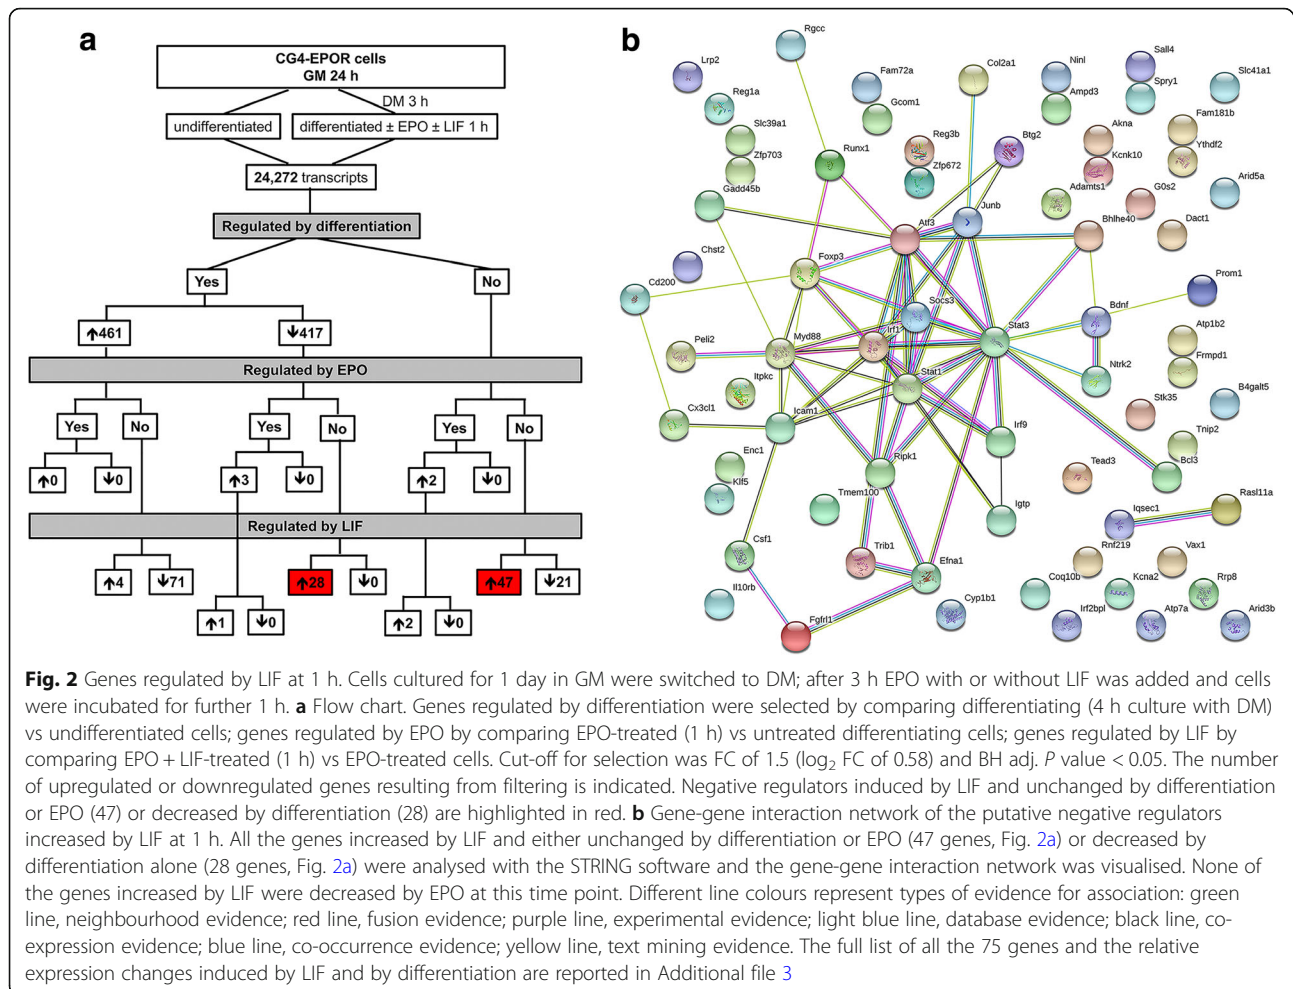 a
CG4-EPOR cells
GM 24 h
DM 3 h
undifferentiated
differentiated ± EPO ± LIF 1 h
24,272 transcripts
Regulated by differentiation
Yes
No
↑461
↓417
Regulated by EPO
Yes
No
Yes
No
Yes
No
↑0
↓0
↑3
↓0
↑2
↓0
Regulated by LIF
↑4
↓71
↑28
↓0
↑47
↓21
↑1
↓0
↑2
↓0
b
Rgcc
Lrp2
Reg1a
Slc39a1
Zfp703
Gadd45b
Runx1
Fam72a
Gcom1
Reg3b
Zfp672
Col2a1
Btg2
Ninl
Ampd3
Sall4
Spry1
Slc41a1
Akna
Kcnk10
Fam181b
Ythdf2
Adamts1
G0s2
Arid5a
Junb
Atf3
Bhlhe40
Dact1
Chst2
Cd200
Foxp3
Prom1
Socs3
Bdnf
Peli2
Myd88
Irf1
Stat3
Atp1b2
Itpkc
Stat1
Ntrk2
Frmpd1
Cx3cl1
Icam1
Stk35
B4galt5
Irf9
Tnip2
Enc1
Ripk1
Tead3
Bcl3
Klf5
Tmem100
Igtp
Iqsec1
Rasl11a
Csf1
Trib1
Efna1
Rnf219
Vax1
Il10rb
Cyp1b1
Coq10b
Kcna2
Rrp8
Fgfrl1
Irf2bpl
Atp7a
Arid3b
Fig. 2 Genes regulated by LIF at 1 h. Cells cultured for 1 day in GM were switched to DM; after 3 h EPO with or without LIF was added and cells
were incubated for further 1 h. a Flow chart. Genes regulated by differentiation were selected by comparing differentiating (4 h culture with DM)
vs undifferentiated cells; genes regulated by EPO by comparing EPO-treated (1 h) vs untreated differentiating cells; genes regulated by LIF by
comparing EPO + LIF-treated (1 h) vs EPO-treated cells. Cut-off for selection was FC of 1.5 (log2 FC of 0.58) and BH adj. P value < 0.05. The number
of upregulated or downregulated genes resulting from filtering is indicated. Negative regulators induced by LIF and unchanged by differentiation
or EPO (47) or decreased by differentiation (28) are highlighted in red. b Gene-gene interaction network of the putative negative regulators
increased by LIF at 1 h. All the genes increased by LIF and either unchanged by differentiation or EPO (47 genes, Fig. 2a) or decreased by
differentiation alone (28 genes, Fig. 2a) were analysed with the STRING software and the gene-gene interaction network was visualised. None of
the genes increased by LIF were decreased by EPO at this time point. Different line colours represent types of evidence for association: green
line, neighbourhood evidence; red line, fusion evidence; purple line, experimental evidence; light blue line, database evidence; black line, co-
expression evidence; blue line, co-occurrence evidence; yellow line, text mining evidence. The full list of all the 75 genes and the relative
expression changes induced by LIF and by differentiation are reported in Additional file 3